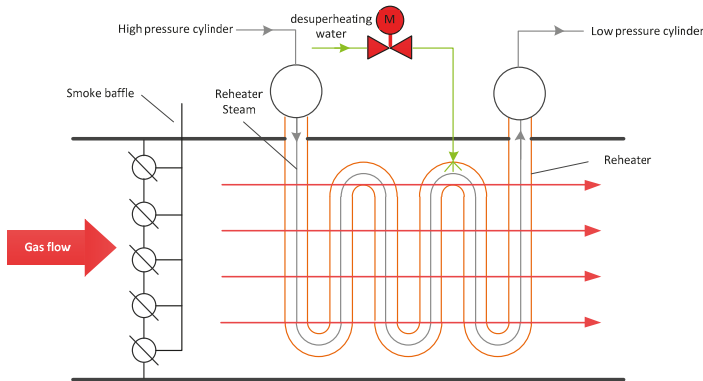 desuperheating
water
M
High pressure cylinder
Low pressure cylinder
Smoke baffle
Reheater
Steam
Reheater
Gas flow